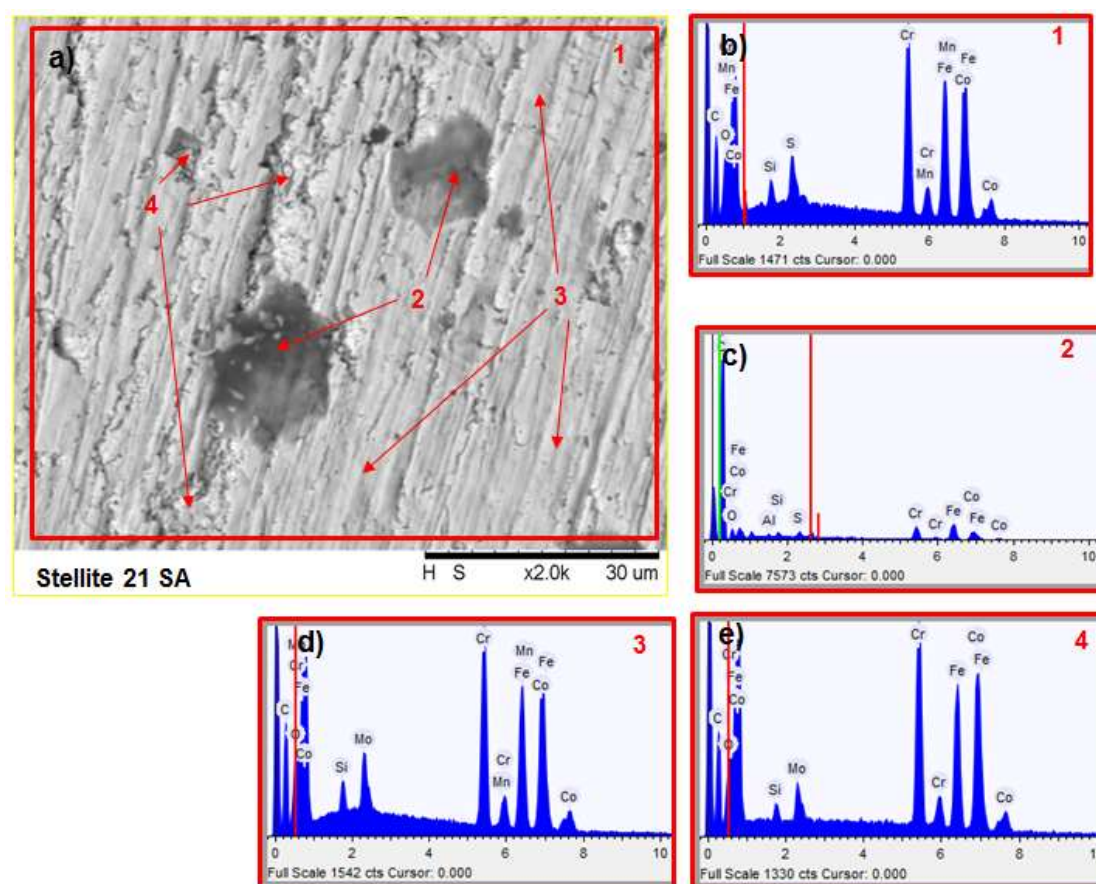 a)
1
4
2
3
Stellite 21 SA
H S x2.0k 30 um
b)
1
Cr
Mn Fe
Fe Co
Mn
Fe
C
O
Co
S
Si
Cr
Mn
Co
0 2 4 6 8 10
Full Scale 1471 cts Cursor: 0.000
c)
2
Fe
Co
Cr
O
Si
Al
S
Cr
Cr
Fe
Co
Fe
Co
0 2 4 6 8 10
Full Scale 7573 cts Cursor: 0.000
d)
3
Cr
Mn Fe
Fe Co
Cr
Fe
C
O
Co
Mo
Si
Cr
Mn
Co
0 2 4 6 8 10
Full Scale 1542 cts Cursor: 0.000
e)
4
Cr
Co
Fe
Fe
Cr
Fe
C
Co
O
Mo
Si
Cr
Co
0 2 4 6 8 10
Full Scale 1330 cts Cursor: 0.000